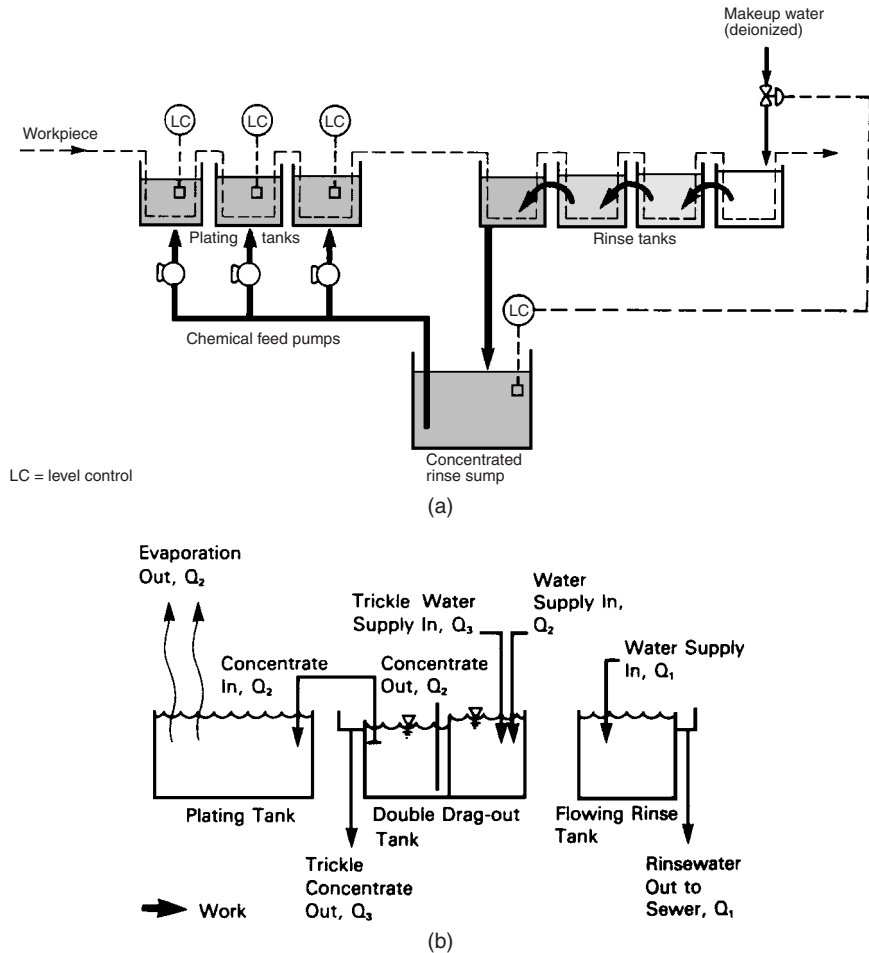 Makeup water
(deionized)
LC
LC
LC
Workpiece
Plating tanks
Rinse tanks
LC
Chemical feed pumps
Concentrated
rinse sump
LC = level control
(a)
Evaporation
Out, Q₂
Trickle Water
Supply In, Q₃
Water
Supply In,
Q₂
Concentrate
In, Q₂
Concentrate
Out, Q₂
Water Supply
In, Q₁
Plating Tank
Double Drag-out
Tank
Flowing Rinse
Tank
Trickle
Concentrate
Out, Q₃
Rinsewater
Out to
Sewer, Q₁
Work
(b)